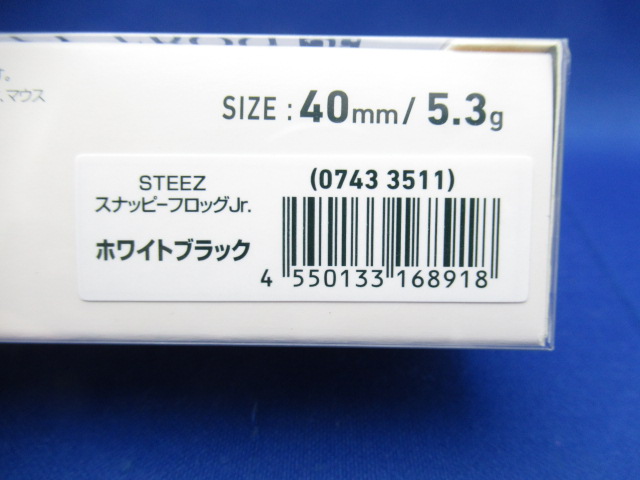 す。
、マウス
SIZE : 40mm/ 5.3g
STEEZ
スナッピーフロッグJr.
ホワイトブラック
(0743 3511)
4 550133 168918